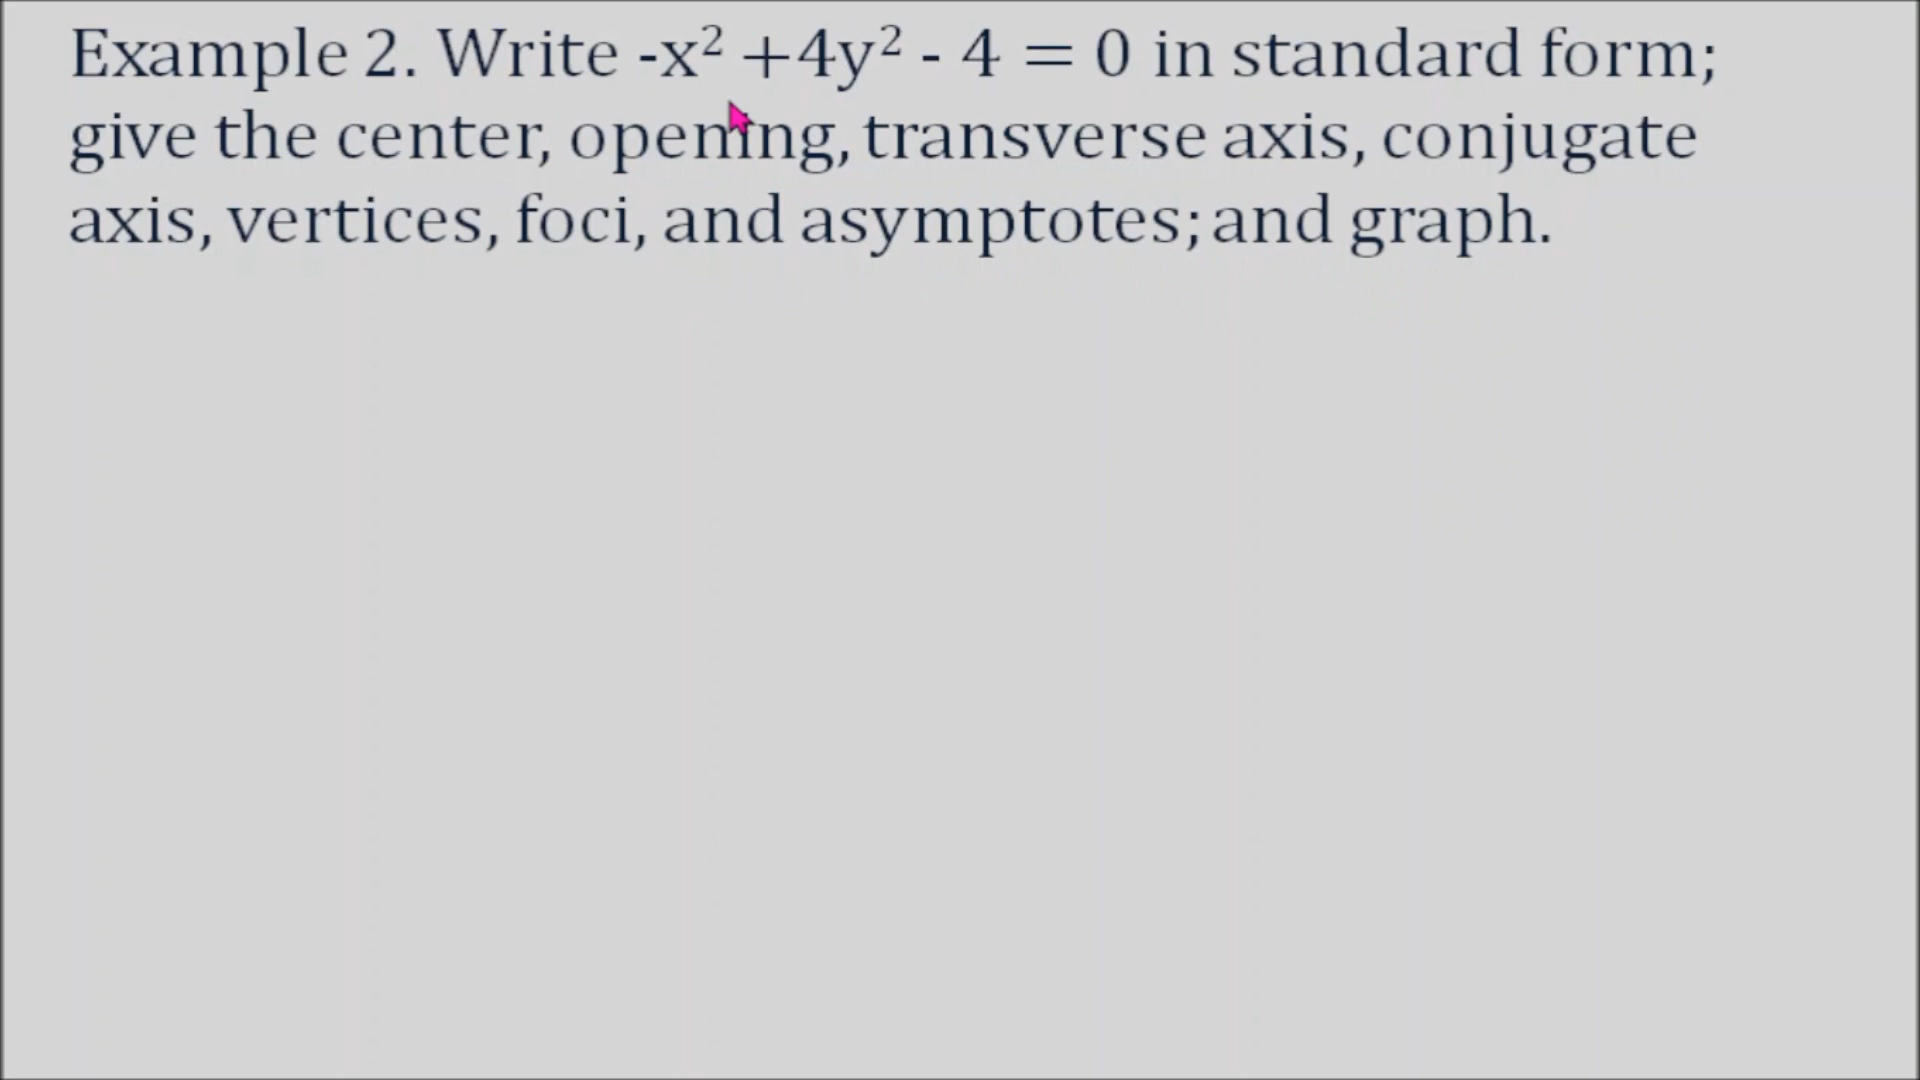 Example 2. Write -x² +4y² - 4 = 0 in standard form;
give the center, opening, transverse axis, conjugate
axis, vertices, foci, and asymptotes; and graph.